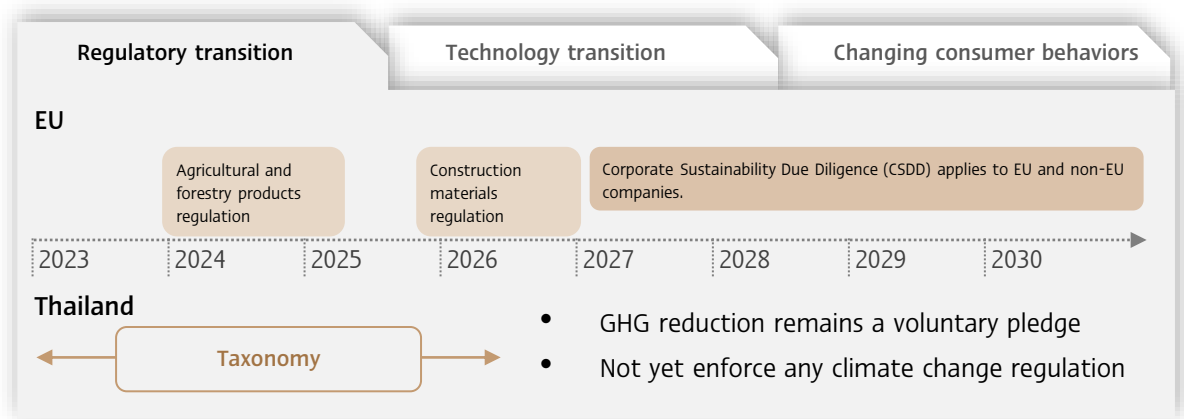 Regulatory transition
Technology transition
Changing consumer behaviors
EU
Agricultural and
forestry products
regulation
Construction
materials
regulation
Corporate Sustainability Due Diligence (CSDD) applies to EU and non-EU
companies.
2023
2024
2025
2026
2027
2028
2029
2030
Thailand
Taxonomy
• GHG reduction remains a voluntary pledge
• Not yet enforce any climate change regulation